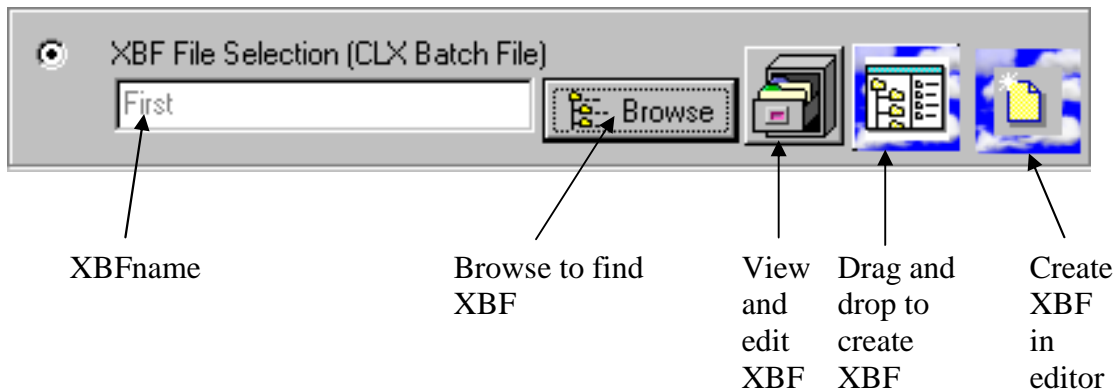 XBF File Selection (CLX Batch File)
First
Browse
XBFname
Browse to find
XBF
View
and
edit
XBF
Drag and
drop to
create
XBF
Create
XBF
in
editor